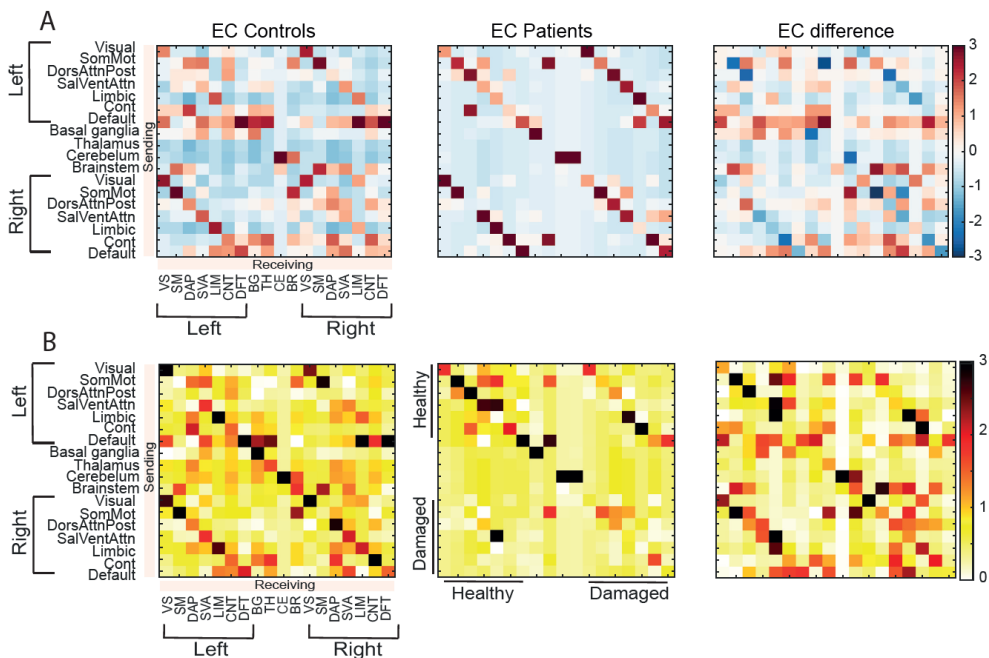 A
EC Controls
EC Patients
EC difference
Left
Right
Sending
Visual
SomMot
DorsAttnPost
SalVentAttn
Limbic
Cont
Default
Basal ganglia
Thalamus
Cerebelum
Brainstem
Visual
SomMot
DorsAttnPost
SalVentAttn
Limbic
Cont
Default
3
2
1
0
-1
-2
-3
Receiving
VS SM DAP SVA LIM CNT DFT BG TH CE BR VS SM DAP SVA LIM CNT DFT
Left Right
B
Left
Right
Sending
Visual
SomMot
DorsAttnPost
SalVentAttn
Limbic
Cont
Default
Basal ganglia
Thalamus
Cerebelum
Brainstem
Visual
SomMot
DorsAttnPost
SalVentAttn
Limbic
Cont
Default
Healthy
Damaged
3
2
1
0
Receiving
Healthy Damaged
VS SM DAP SVA LIM CNT DFT BG TH CE BR VS SM DAP SVA LIM CNT DFT
Left Right